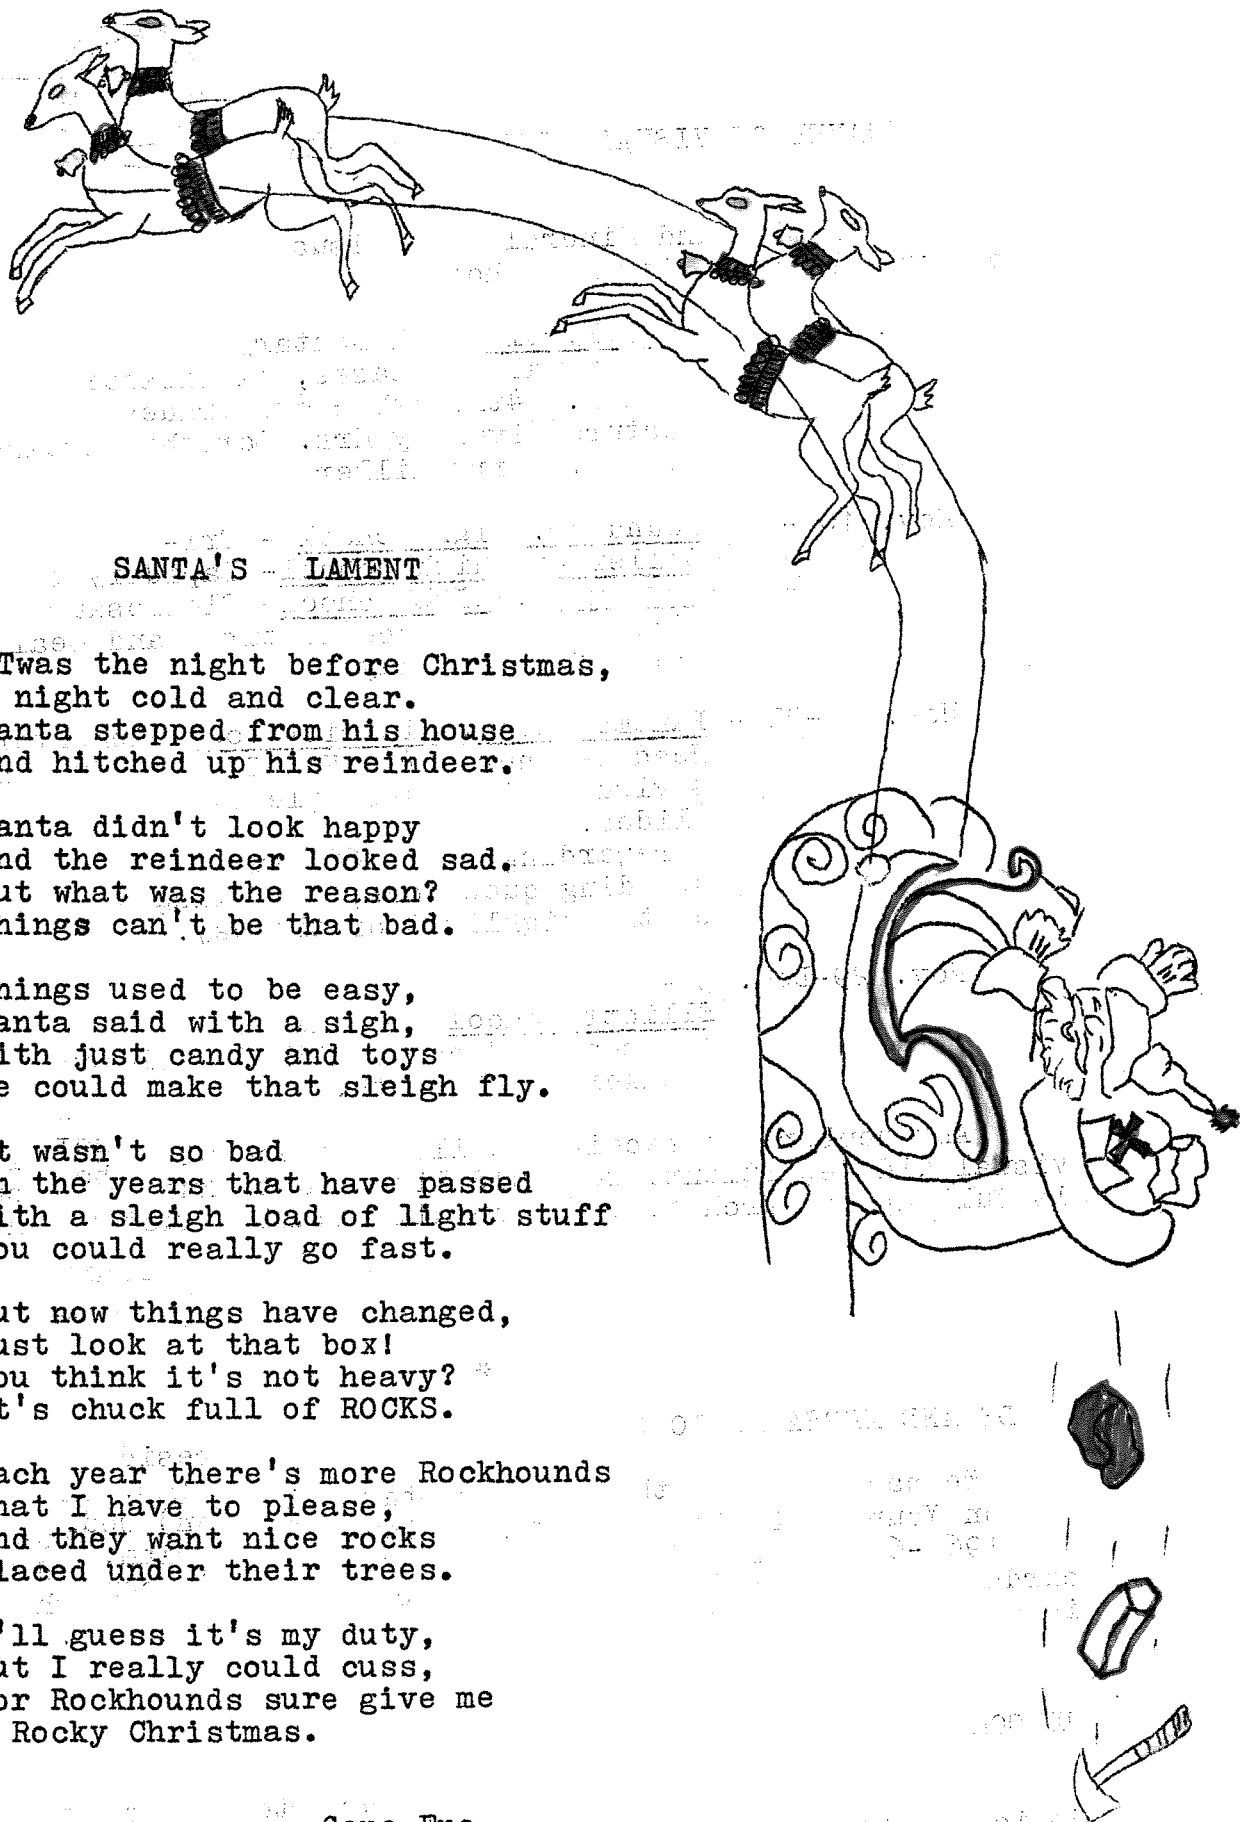 SANTA'S - LAMENT
Twas the night before Christmas,
night cold and clear.
anta stepped from his house
nd hitched up his reindeer.
anta didn't look happy
nd the reindeer looked sad.
ut what was the reason?
hings can't be that bad.
hings used to be easy,
anta said with a sigh,
ith just candy and toys
e could make that sleigh fly.
t wasn't so bad
n the years that have passed
ith a sleigh load of light stuff
ou could really go fast.
ut now things have changed,
ust look at that box!
ou think it's not heavy?
t's chuck full of ROCKS.
ach year there's more Rockhounds
hat I have to please,
nd they want nice rocks
laced under their trees.
'll guess it's my duty,
ut I really could cuss,
or Rockhounds sure give me
Rocky Christmas.